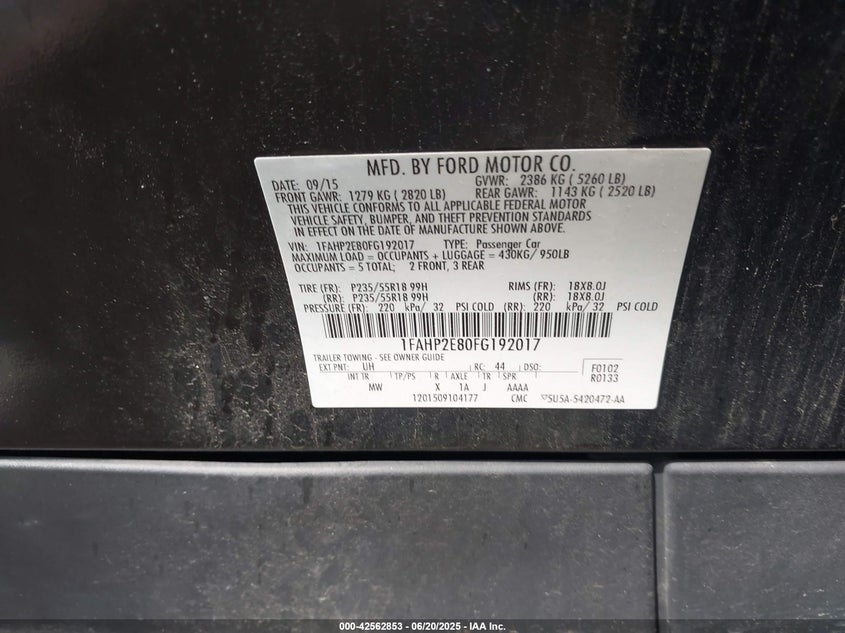 MFD. BY FORD MOTOR CO.
DATE: 09/15 GVWR: 2386 KG ( 5260 LB)
FRONT GAWR: 1279 KG ( 2820 LB) REAR GAWR: 1143 KG ( 2520 LB)
THIS VEHICLE CONFORMS TO ALL APPLICABLE FEDERAL MOTOR
VEHICLE SAFETY, BUMPER, AND THEFT PREVENTION STANDARDS
IN EFFECT ON THE DATE OF MANUFACTURE SHOWN ABOVE.
VIN: 1FAHP2E80FG192017 TYPE: Passenger Car
MAXIMUM LOAD = OCCUPANTS + LUGGAGE = 430KG/ 950LB
OCCUPANTS = 5 TOTAL; 2 FRONT, 3 REAR
TIRE (FR): P235/55R18 99H RIMS (FR): 18X8.0J
(RR): P235/55R18 99H (RR): 18X8.0J
PRESSURE (FR): 220 kPa/ 32 PSI COLD (RR): 220 kPa/ 32 PSI COLD
1FAHP2E80FG192017
TRAILER TOWING - SEE OWNER GUIDE
EXT PNT: UH RC: 44 DSO: F0102
INT TR TP/PS R AXLE TR SPR R0133
MW X 1A J AAAA
1201509104177 CMC 5U5A-5420472-AA
000-42562853 - 06/20/2025 - IAA Inc.